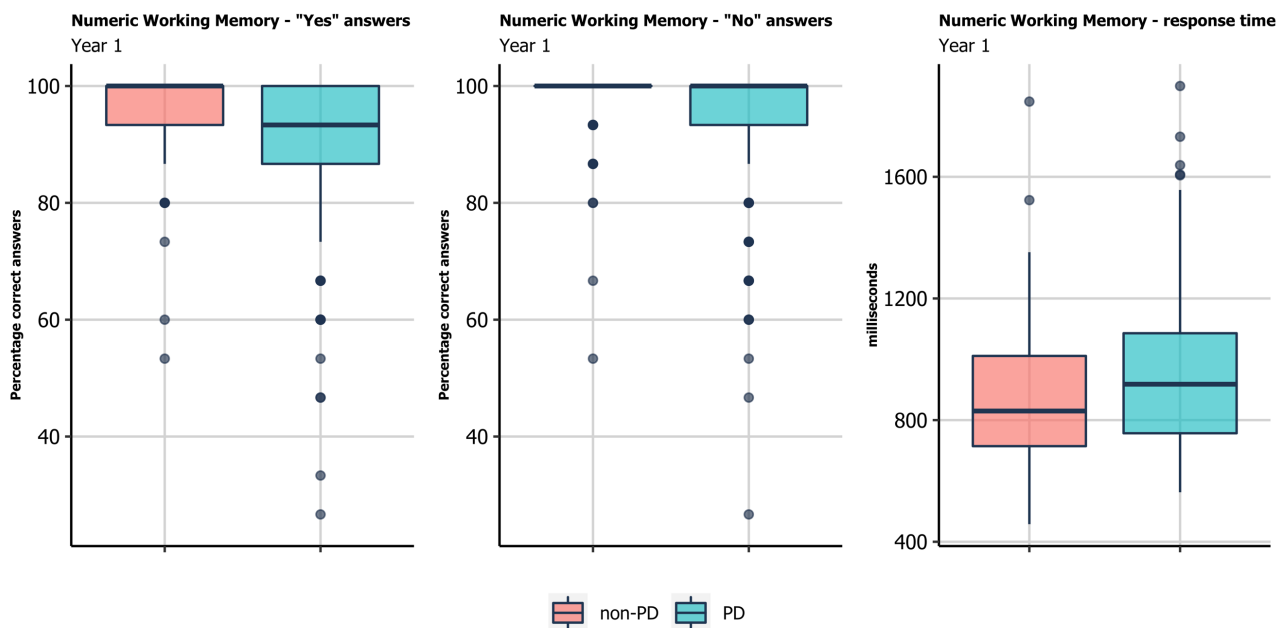 Numeric Working Memory - "Yes" answers
Year 1
Percentage correct answers
100
80
60
40
Numeric Working Memory - "No" answers
Year 1
Percentage correct answers
100
80
60
40
Numeric Working Memory - response time
Year 1
milliseconds
1600
1200
800
400
non-PD PD